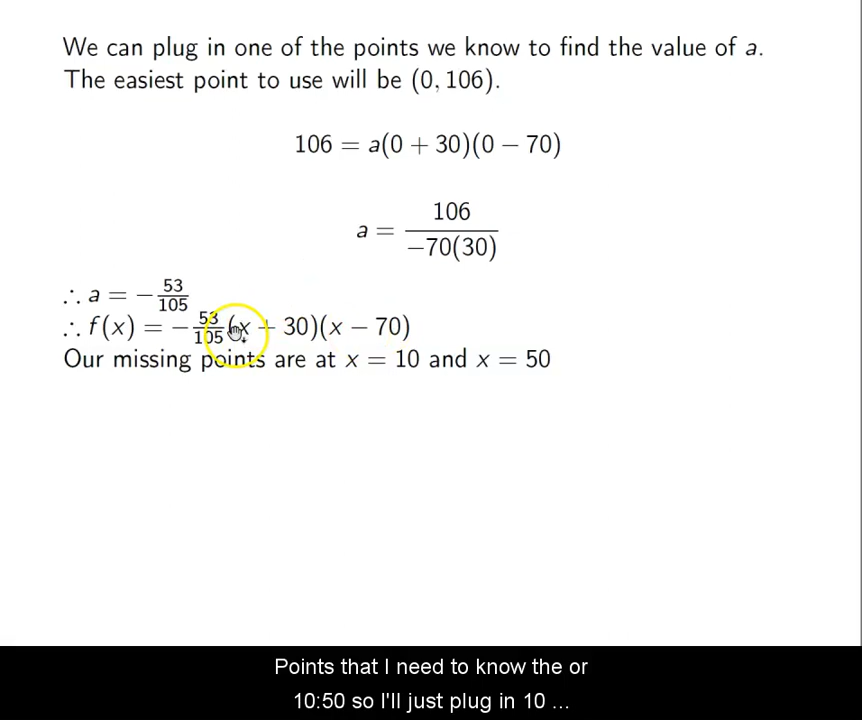 We can plug in one of the points we know to find the value of a.
The easiest point to use will be (0, 106).
106 = a(0 + 30)(0 − 70)
a = 106 / −70(30)
∴ a = − 53/105
∴ f(x) = − 53/105 (x + 30)(x − 70)
Our missing points are at x = 10 and x = 50
Points that I need to know the or
10:50 so I'll just plug in 10 ...